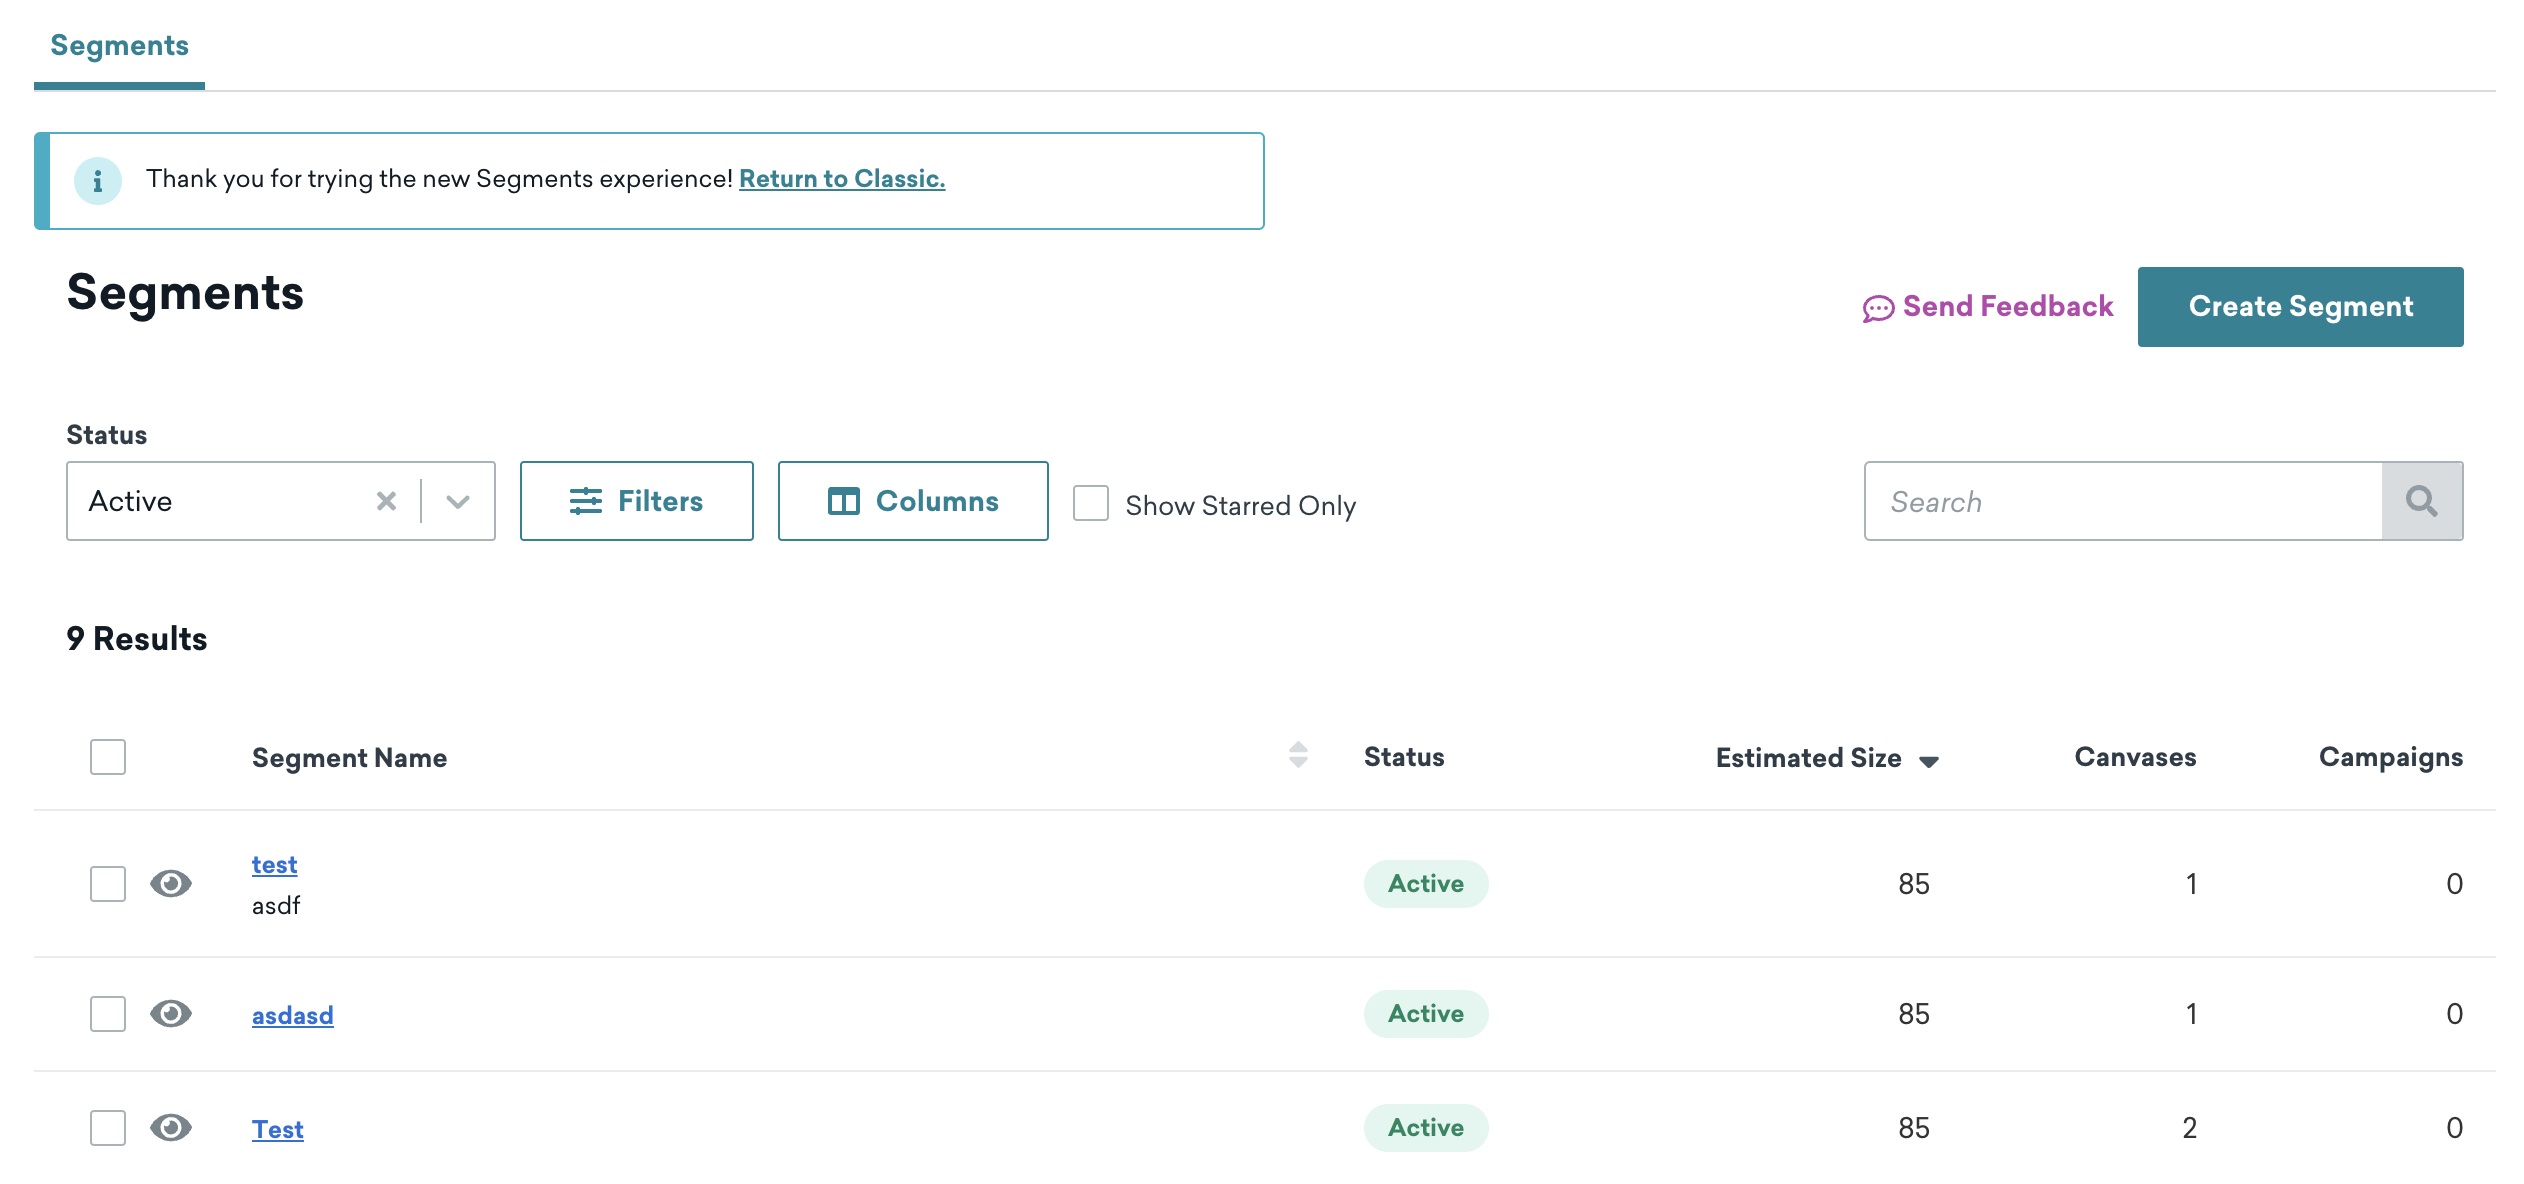 Segments
Thank you for trying the new Segments experience! Return to Classic.
Segments
Send Feedback
Create Segment
Status
Active
Filters
Columns
Show Starred Only
Search
9 Results
Segment Name Status Estimated Size Canvases Campaigns
test
asdf
Active 85 1 0
asdasd Active 85 1 0
Test Active 85 2 0